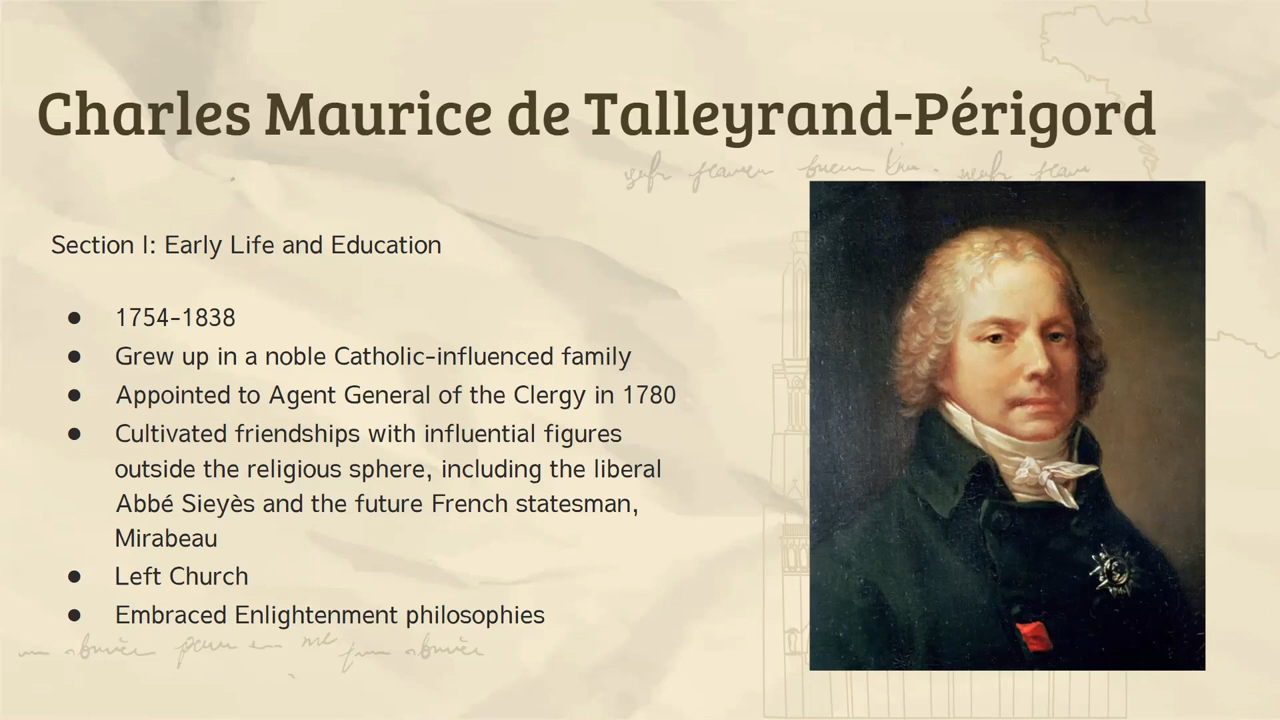 Charles Maurice de Talleyrand-Périgord
Section I: Early Life and Education
● 1754-1838
● Grew up in a noble Catholic-influenced family
● Appointed to Agent General of the Clergy in 1780
● Cultivated friendships with influential figures
outside the religious sphere, including the liberal
Abbé Sieyès and the future French statesman,
Mirabeau
● Left Church
● Embraced Enlightenment philosophies